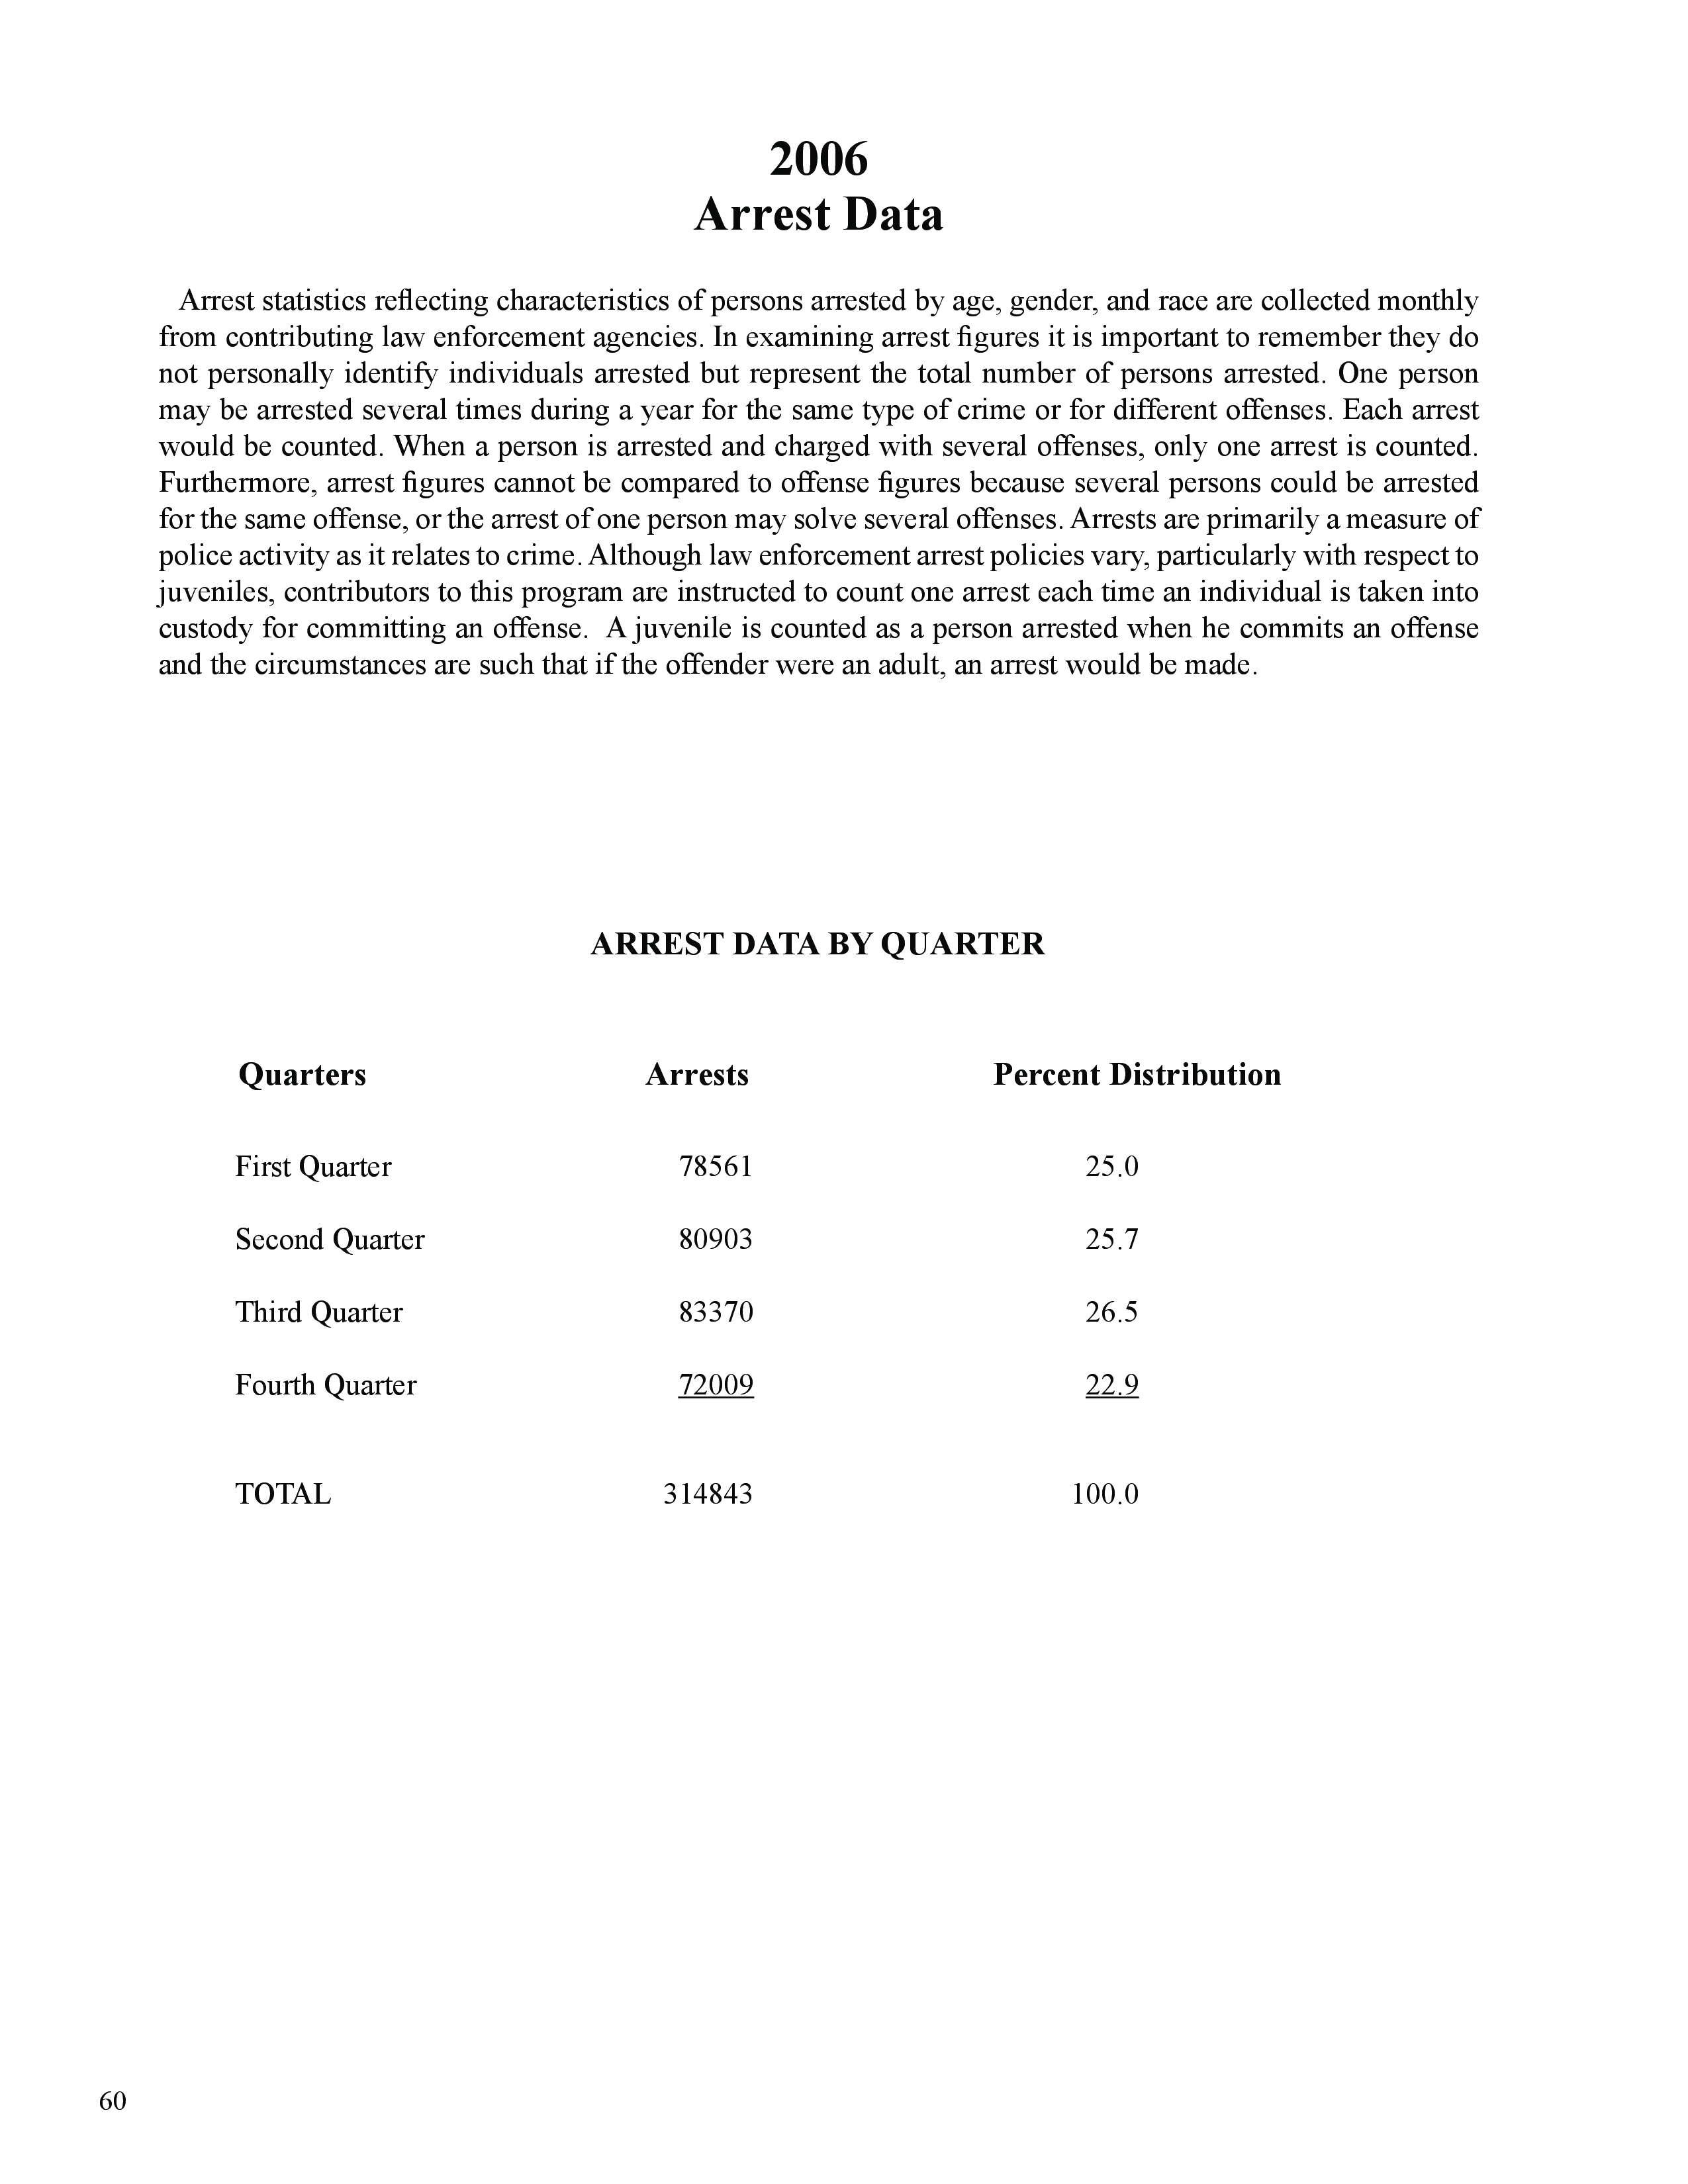 2006
Arrest Data
Arrest statistics reflecting characteristics of persons arrested by age, gender, and race are collected monthly
from contributing law enforcement agencies. In examining arrest figures it is important to remember they do
not personally identify individuals arrested but represent the total number of persons arrested. One person
may be arrested several times during a year for the same type of crime or for different offenses. Each arrest
would be counted. When a person is arrested and charged with several offenses, only one arrest is counted.
Furthermore, arrest figures cannot be compared to offense figures because several persons could be arrested
for the same offense, or the arrest of one person may solve several offenses. Arrests are primarily a measure of
police activity as it relates to crime. Although law enforcement arrest policies vary, particularly with respect to
juveniles, contributors to this program are instructed to count one arrest each time an individual is taken into
custody for committing an offense.  A juvenile is counted as a person arrested when he commits an offense
and the circumstances are such that if the offender were an adult, an arrest would be made.
ARREST DATA BY QUARTER
Quarters Arrests Percent Distribution
First Quarter 78561 25.0
Second Quarter 80903 25.7
Third Quarter 83370 26.5
Fourth Quarter 72009 22.9
TOTAL 314843 100.0
60